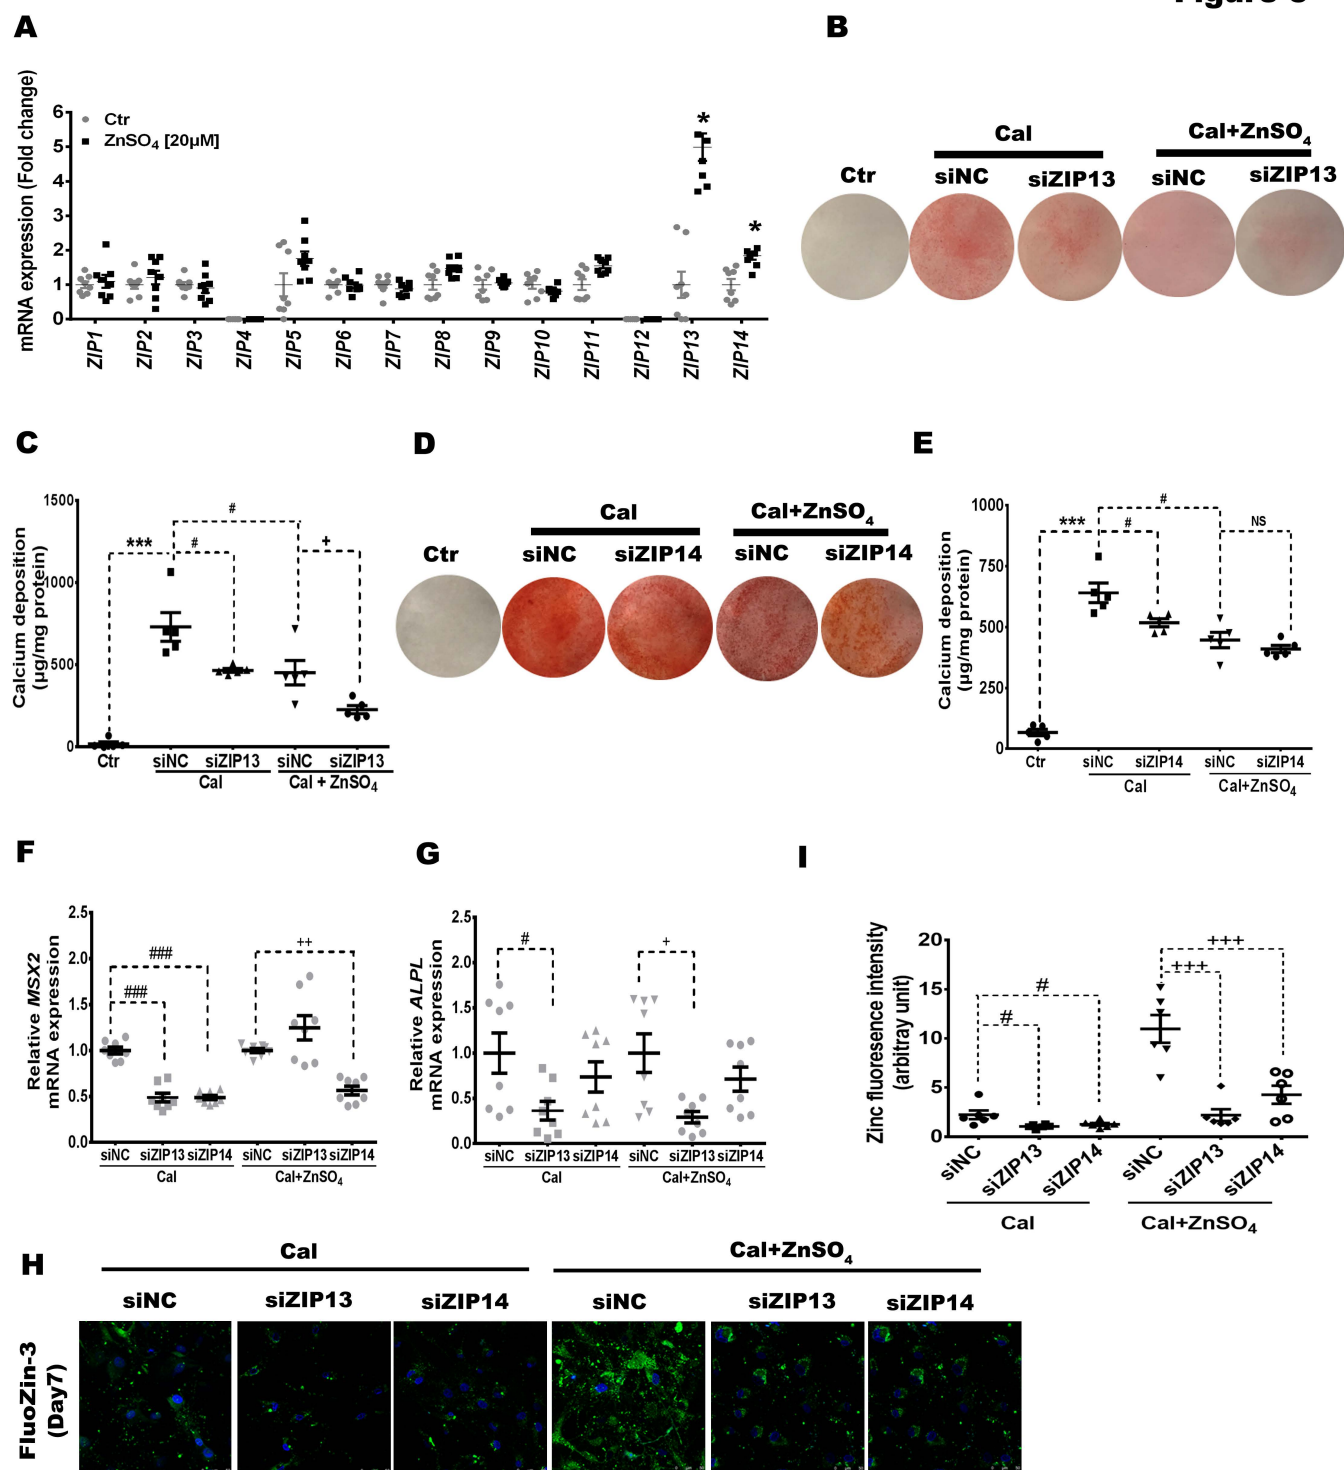 A
B
mRNA expression (Fold change)
6
5
4
3
2
1
0
Ctr
ZnSO4 [20µM]
*
*
ZIP1 ZIP2 ZIP3 ZIP4 ZIP5 ZIP6 ZIP7 ZIP8 ZIP9 ZIP10 ZIP11 ZIP12 ZIP13 ZIP14
Cal Cal+ZnSO4
Ctr siNC siZIP13 siNC siZIP13
C
D
E
Calcium deposition
(µg/mg protein)
1500
1000
500
0
*** # # +
Ctr siNC siZIP13 siNC siZIP13
Cal Cal + ZnSO4
Cal Cal+ZnSO4
Ctr siNC siZIP14 siNC siZIP14
Calcium deposition
(µg/mg protein)
1000
750
500
250
0
*** # # NS
Ctr siNC siZIP14 siNC siZIP14
Cal Cal+ZnSO4
F
G
I
Relative MSX2
mRNA expression
2.5
2.0
1.5
1.0
0.5
0.0
###
###
++
siNC siZIP13 siZIP14 siNC siZIP13 siZIP14
Cal Cal+ZnSO4
Relative ALPL
mRNA expression
2.5
2.0
1.5
1.0
0.5
0.0
# +
siNC siZIP13 siZIP14 siNC siZIP13 siZIP14
Cal Cal+ZnSO4
Zinc fluoresence intensity
(arbitray unit)
20
15
10
5
0
#
#
+++
+++
siNC siZIP13 siZIP14 siNC siZIP13 siZIP14
Cal Cal+ZnSO4
H
Cal Cal+ZnSO4
siNC siZIP13 siZIP14 siNC siZIP13 siZIP14
FluoZin-3
(Day7)